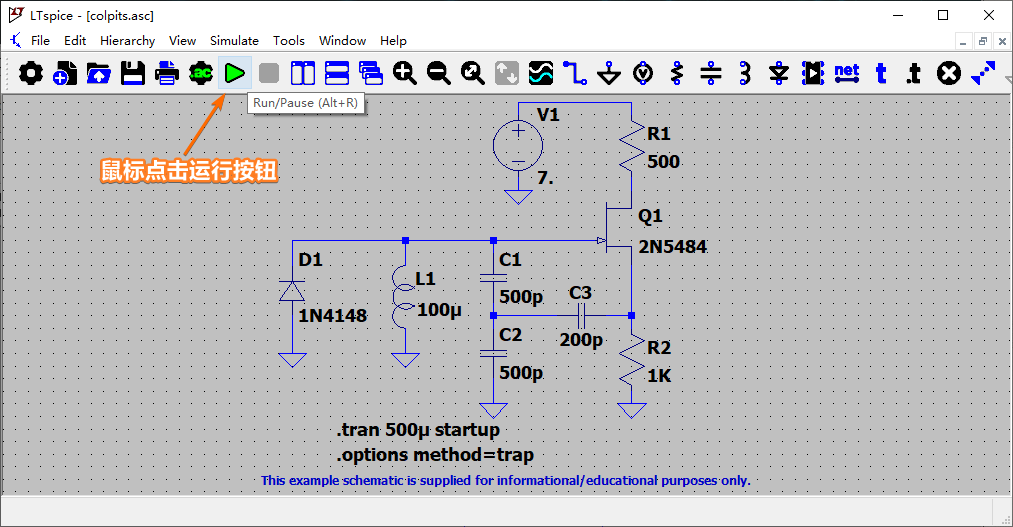 LTspice - [colpits.asc]
File Edit Hierarchy View Simulate Tools Window Help
.ac
net
t
.t
Run/Pause (Alt+R)
鼠标点击运行按钮
V1
7.
R1
500
Q1
2N5484
D1
1N4148
L1
100µ
C1
500p
C3
200p
C2
500p
R2
1K
.tran 500µ startup
.options method=trap
This example schematic is supplied for informational/educational purposes only.